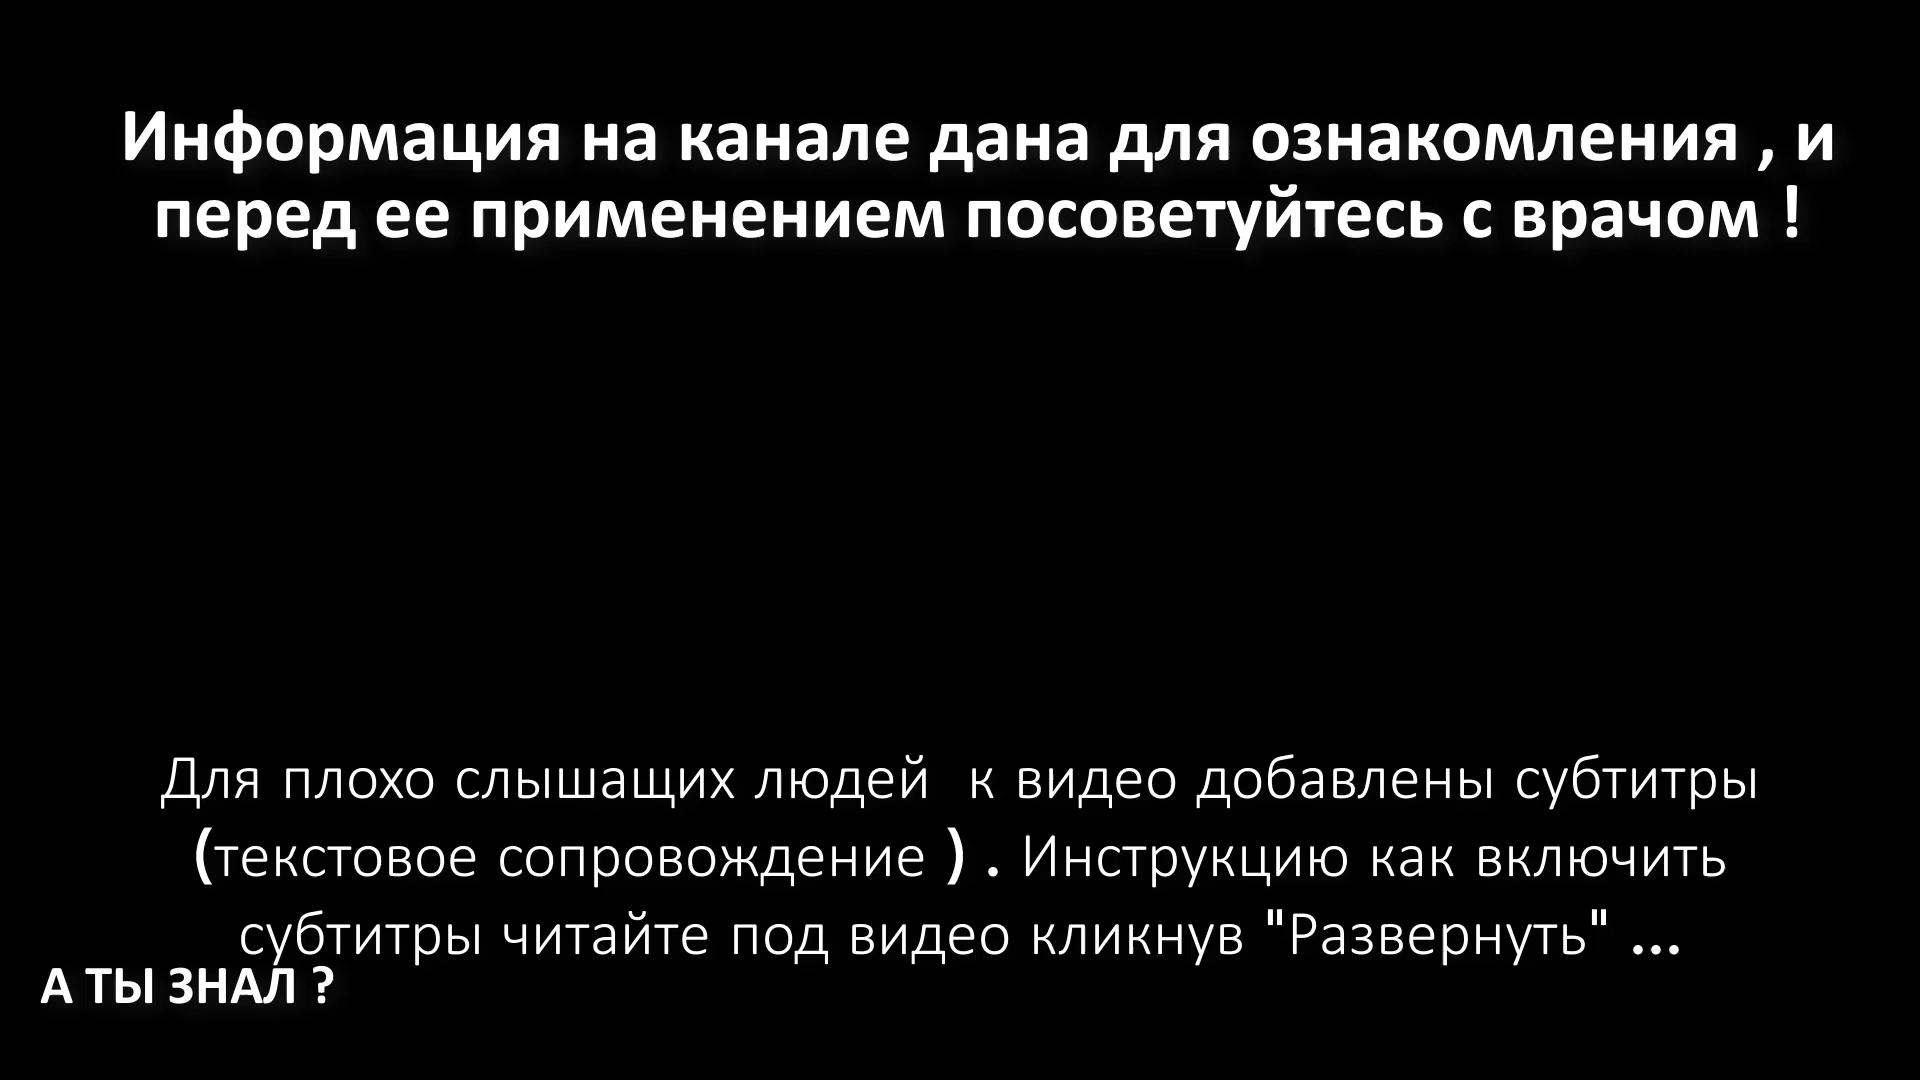 Информация на канале дана для ознакомления , и
перед ее применением посоветуйтесь с врачом !
Для плохо слышащих людей  к видео добавлены субтитры
(текстовое сопровождение ) . Инструкцию как включить
субтитры читайте под видео кликнув "Развернуть" ...
А ТЫ ЗНАЛ ?